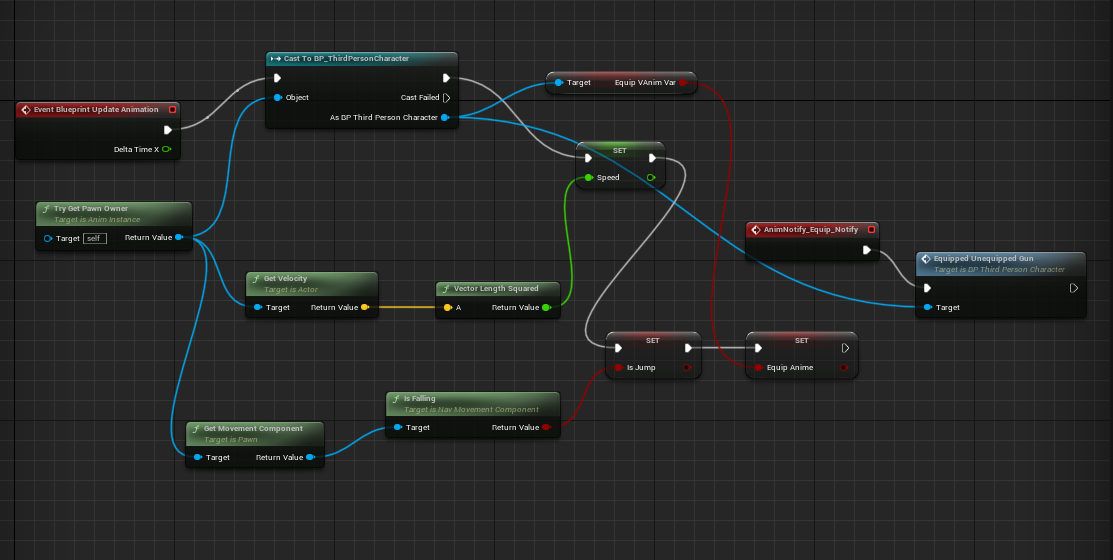 Cast To BP_ThirdPersonCharacter
Object
Cast Failed
As BP Third Person Character
Target
Equip VAnim Var
Event Blueprint Update Animation
Delta Time X
SET
Speed
Try Get Pawn Owner
Target is Anim Instance
Target self
Return Value
AnimNotify_Equip_Notify
Equipped Unequipped Gun
Target is BP Third Person Character
Target
Get Velocity
Target is Actor
Target
Return Value
Vector Length Squared
A
Return Value
SET
Is Jump
SET
Equip Anime
Is Falling
Target is Nav Movement Component
Target
Return Value
Get Movement Component
Target is Pawn
Target
Return Value